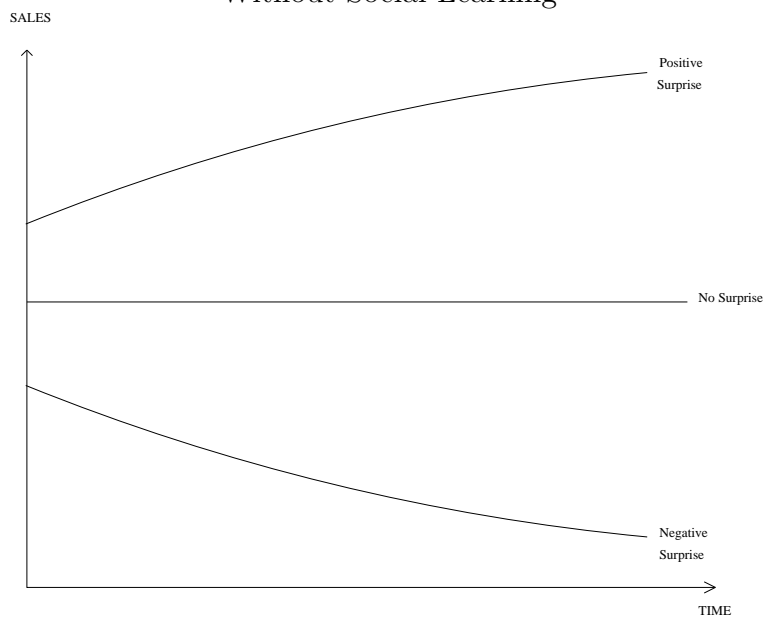 Without Social Learning
SALES
Positive
Surprise
No Surprise
Negative
Surprise
TIME